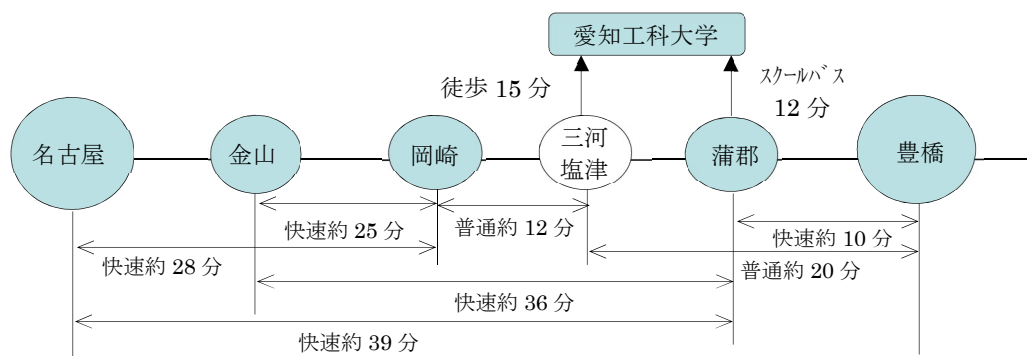 愛知工科大学
徒歩 15 分
スクールバス
12 分
名古屋
金山
岡崎
三河
塩津
蒲郡
豊橋
快速約 25 分
普通約 12 分
快速約 10 分
快速約 28 分
普通約 20 分
快速約 36 分
快速約 39 分